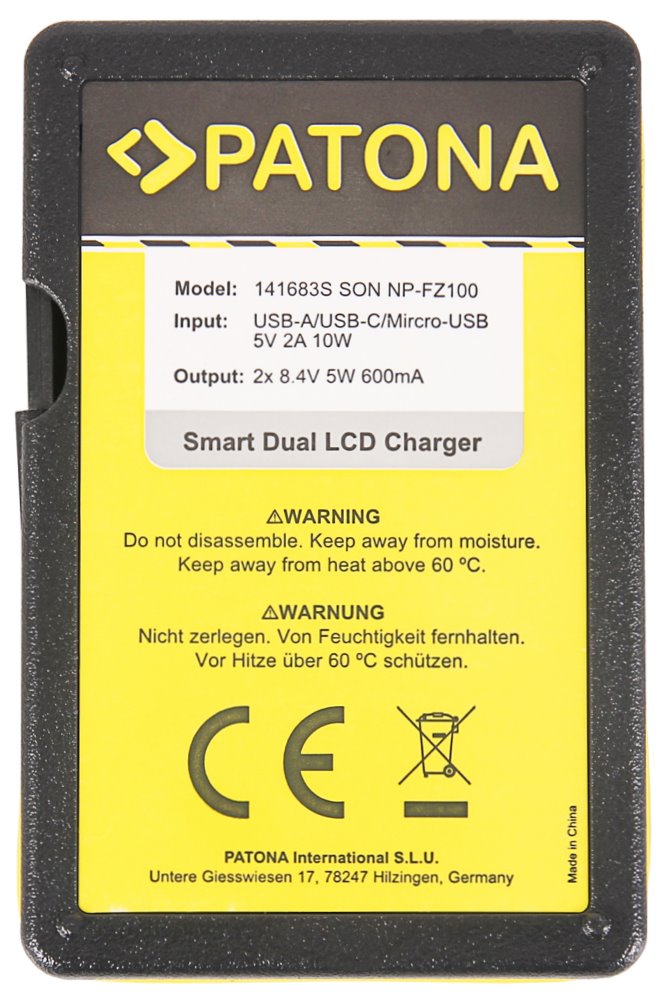 PATONA
Model: 141683S SON NP-FZ100
Input: USB-A/USB-C/Mircro-USB
5V 2A 10W
Output: 2x 8.4V 5W 600mA
Smart Dual LCD Charger
⚠WARNING
Do not disassemble. Keep away from moisture.
Keep away from heat above 60 ºC.
⚠WARNUNG
Nicht zerlegen. Von Feuchtigkeit fernhalten.
Vor Hitze über 60 ºC schützen.
CE
PATONA International S.L.U.
Untere Giesswiesen 17, 78247 Hilzingen, Germany
Made in China